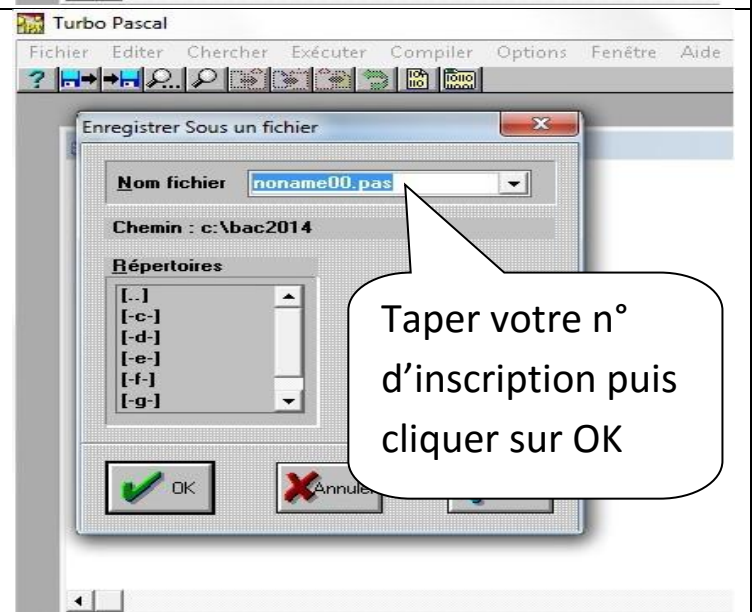 Turbo Pascal
Fichier Editer Chercher Exécuter Compiler Options Fenêtre Aide
Enregistrer Sous un fichier
Nom fichier noname00.pas
Chemin : c:\bac2014
Répertoires
[..]
[-c-]
[-d-]
[-e-]
[-f-]
[-g-]
Taper votre n°
d’inscription puis
cliquer sur OK
OK Annuler